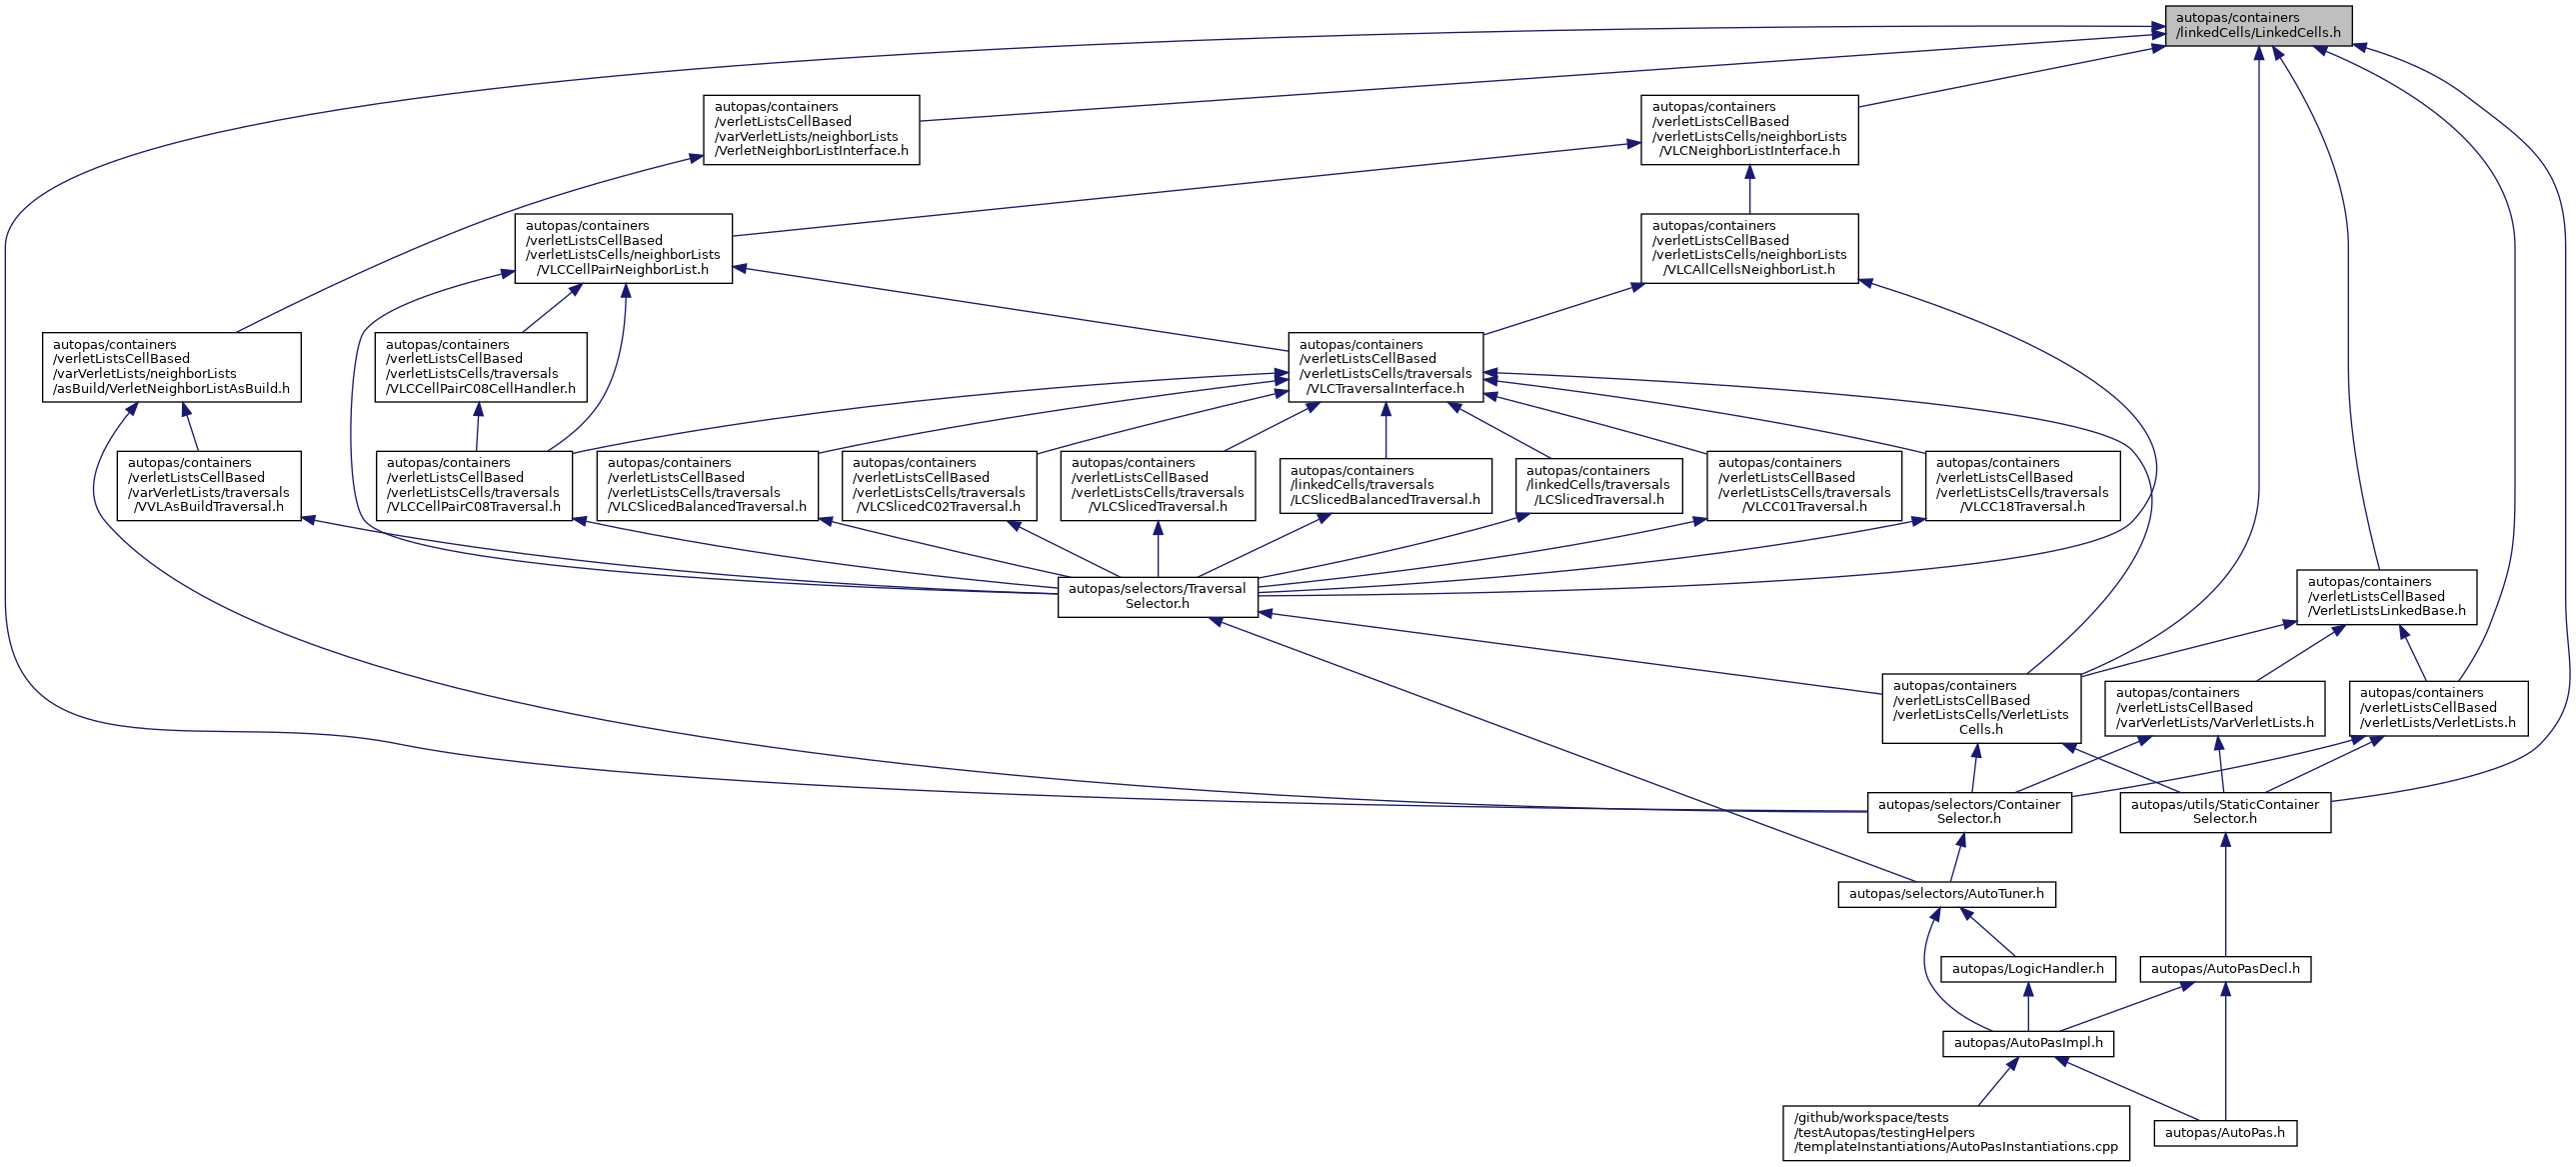 autopas/containers
/linkedCells/LinkedCells.h
autopas/containers
/verletListsCellBased
/varVerletLists/neighborLists
/VerletNeighborListInterface.h
autopas/containers
/verletListsCellBased
/verletListsCells/neighborLists
/VLCNeighborListInterface.h
autopas/containers
/verletListsCellBased
/verletListsCells/neighborLists
/VLCCellPairNeighborList.h
autopas/containers
/verletListsCellBased
/verletListsCells/neighborLists
/VLCAllCellsNeighborList.h
autopas/containers
/verletListsCellBased
/varVerletLists/neighborLists
/asBuild/VerletNeighborListAsBuild.h
autopas/containers
/verletListsCellBased
/verletListsCells/traversals
/VLCCellPairC08CellHandler.h
autopas/containers
/verletListsCellBased
/verletListsCells/traversals
/VLCTraversalInterface.h
autopas/containers
/verletListsCellBased
/varVerletLists/traversals
/VVLAsBuildTraversal.h
autopas/containers
/verletListsCellBased
/verletListsCells/traversals
/VLCCellPairC08Traversal.h
autopas/containers
/verletListsCellBased
/verletListsCells/traversals
/VLCSlicedBalancedTraversal.h
autopas/containers
/verletListsCellBased
/verletListsCells/traversals
/VLCSlicedC02Traversal.h
autopas/containers
/verletListsCellBased
/verletListsCells/traversals
/VLCSlicedTraversal.h
autopas/containers
/linkedCells/traversals
/LCSlicedBalancedTraversal.h
autopas/containers
/linkedCells/traversals
/LCSlicedTraversal.h
autopas/containers
/verletListsCellBased
/verletListsCells/traversals
/VLCC01Traversal.h
autopas/containers
/verletListsCellBased
/verletListsCells/traversals
/VLCC18Traversal.h
autopas/selectors/Traversal
Selector.h
autopas/containers
/verletListsCellBased
/VerletListsLinkedBase.h
autopas/containers
/verletListsCellBased
/verletListsCells/VerletLists
Cells.h
autopas/containers
/verletListsCellBased
/varVerletLists/VarVerletLists.h
autopas/containers
/verletListsCellBased
/verletLists/VerletLists.h
autopas/selectors/Container
Selector.h
autopas/utils/StaticContainer
Selector.h
autopas/selectors/AutoTuner.h
autopas/LogicHandler.h
autopas/AutoPasDecl.h
autopas/AutoPasImpl.h
/github/workspace/tests
/testAutopas/testingHelpers
/templateInstantiations/AutoPasInstantiations.cpp
autopas/AutoPas.h